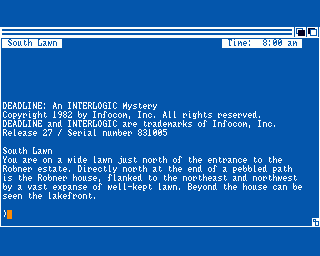 South Lawn Time: 8:00 am
DEADLINE: An INTERLOGIC Mystery
Copyright 1982 by Infocom, Inc. All rights reserved.
DEADLINE and INTERLOGIC are trademarks of Infocom, Inc.
Release 27 / Serial number 831005
South Lawn
You are on a wide lawn just north of the entrance to the
Robner estate. Directly north at the end of a pebbled path
is the Robner house, flanked to the northeast and northwest
by a vast expanse of well-kept lawn. Beyond the house can be
seen the lakefront.
>